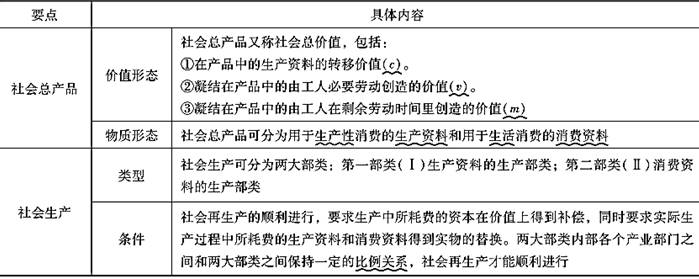 要点 具体内容
社会总产品 价值形态 社会总产品又称社会总价值，包括：
①在产品中的生产资料的转移价值(c)。
②凝结在产品中的由工人必要劳动创造的价值(v)。
③凝结在产品中的由工人在剩余劳动时间里创造的价值(m)
物质形态 社会总产品可分为用于生产性消费的生产资料和用于生活消费的消费资料
社会生产 类型 社会生产可分为两大部类：第一部类(Ⅰ)生产资料的生产部类；第二部类(Ⅱ)消费资
料的生产部类
条件 社会再生产的顺利进行，要求生产中所耗费的资本在价值上得到补偿，同时要求实际生
产过程中所耗费的生产资料和消费资料得到实物的替换。两大部类内部各个产业部门之
间和两大部类之间保持一定的比例关系，社会再生产才能顺利进行